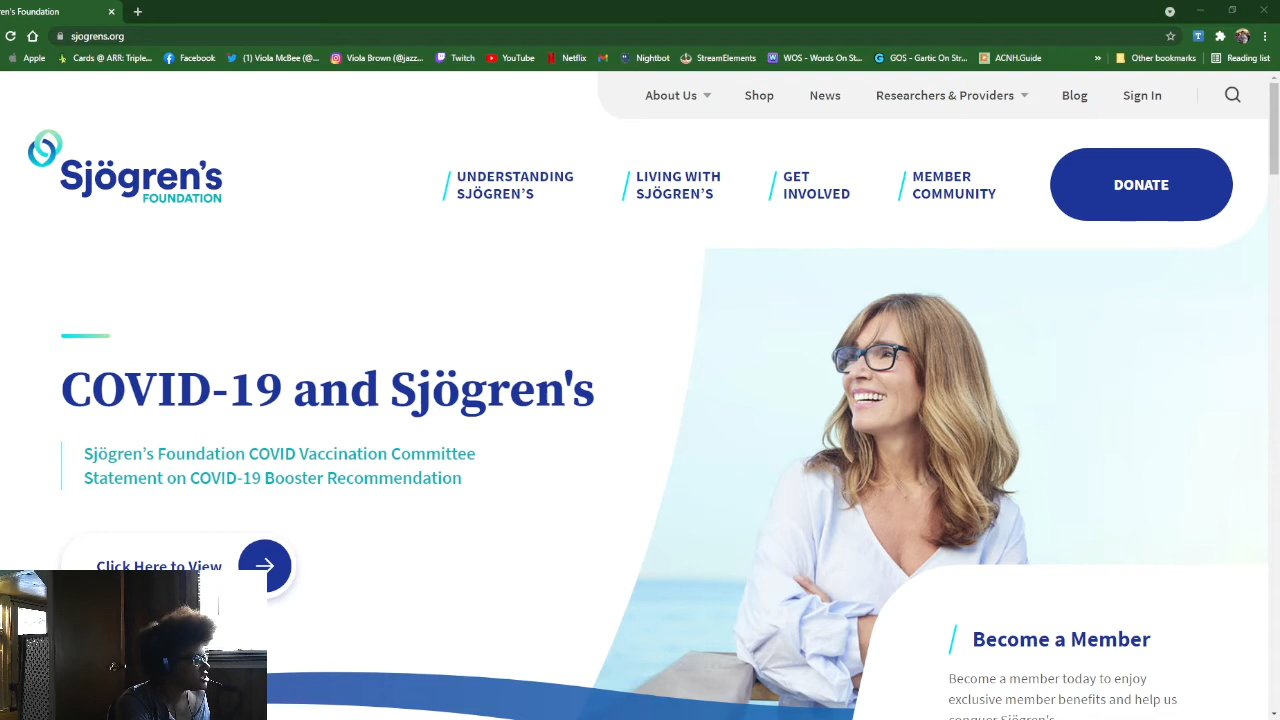 en's Foundation
sjogrens.org
Apple
Cards @ ARR: Triple...
Facebook
(1) Viola McBee (@...
Viola Brown (@jazz...
Twitch
YouTube
Netflix
Nightbot
StreamElements
WOS - Words On St...
GOS - Gartic On Str...
ACNH.Guide
»
Other bookmarks
Reading list
About Us
Shop
News
Researchers & Providers
Blog
Sign In
Sjögren's
FOUNDATION
UNDERSTANDING
SJÖGREN'S
LIVING WITH
SJÖGREN'S
GET
INVOLVED
MEMBER
COMMUNITY
DONATE
COVID-19 and Sjögren's
Sjögren's Foundation COVID Vaccination Committee
Statement on COVID-19 Booster Recommendation
Click Here to View
Become a Member
Become a member today to enjoy
exclusive member benefits and help us
conquer Sjögren's